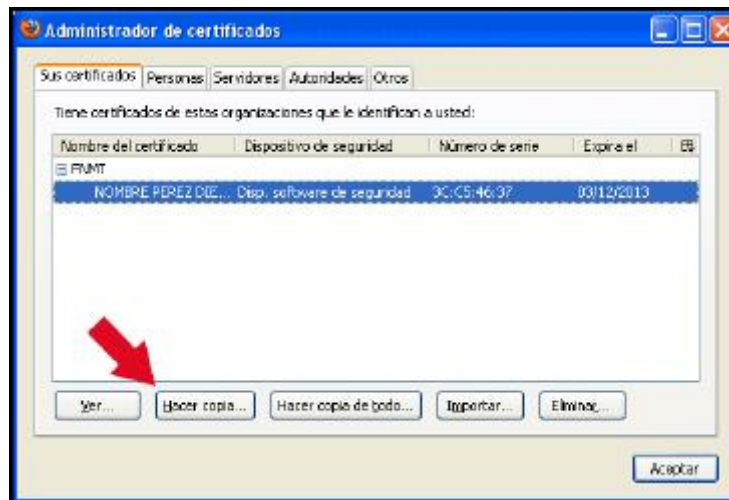 Administrador de certificados
Sus certificados Personas Servidores Autoridades Otros
Tiene certificados de estas organizaciones que le identifican a usted:
Nombre del certificado Dispositivo de seguridad Número de serie Expira el
FNMT
NOMBRE PEREZ DIE... Disp. software de seguridad 3C:C5:46:37 03/12/2013
Ver... Hacer copia... Hacer copia de todo... Importar... Eliminar...
Aceptar